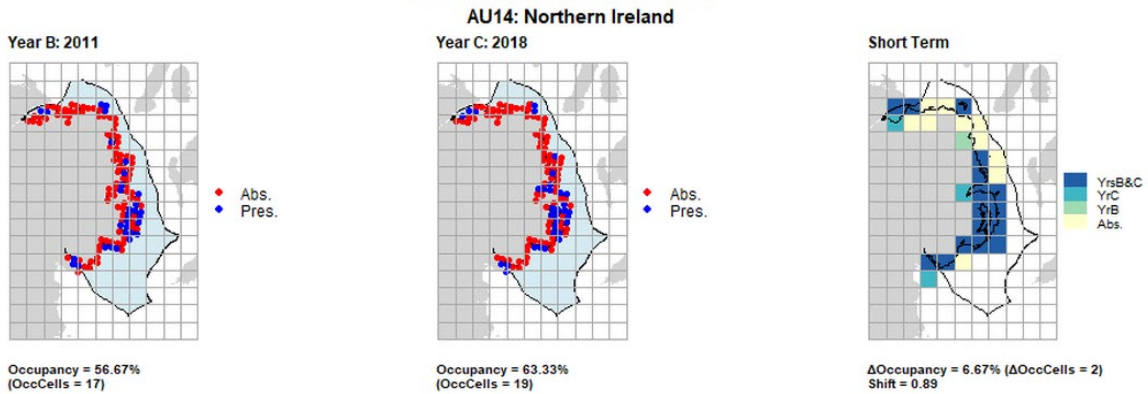 AU14: Northern Ireland
Year B: 2011
Year C: 2018
Short Term
Abs.
Pres.
Abs.
Pres.
YrsB&C
YrC
YrB
Abs.
Occupancy = 56.67%
(OccCells = 17)
Occupancy = 63.33%
(OccCells = 19)
ΔOccupancy = 6.67% (ΔOccCells = 2)
Shift = 0.89